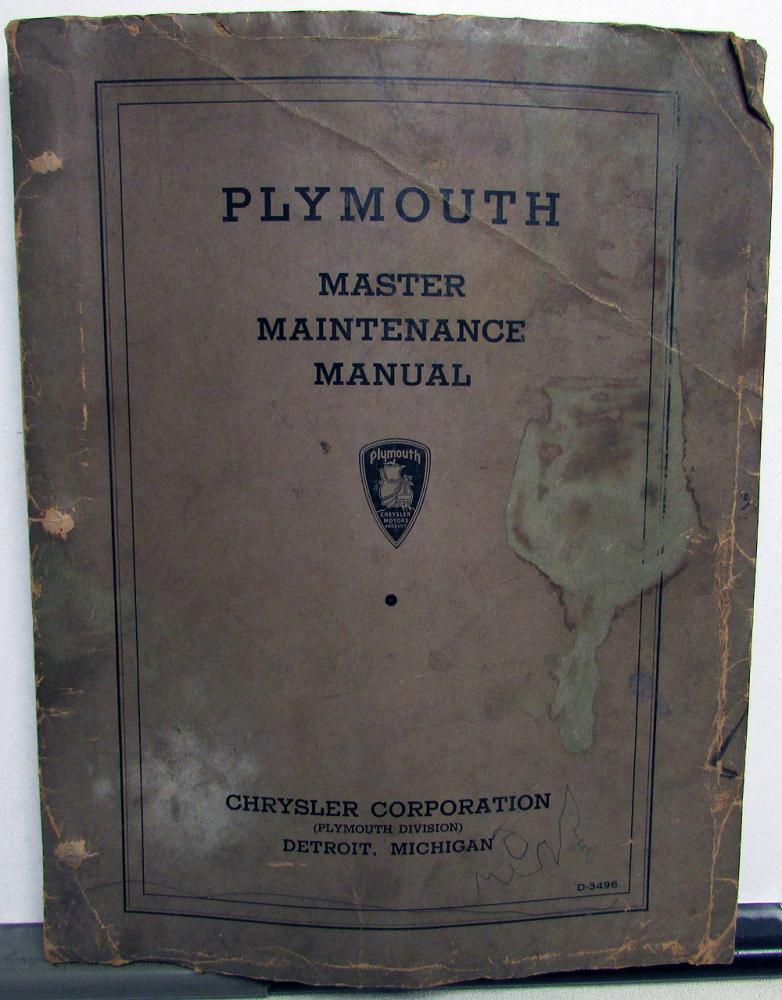 PLYMOUTH
MASTER
MAINTENANCE
MANUAL
Plymouth
CHRYSLER
MOTORS
PRODUCT
CHRYSLER CORPORATION
(PLYMOUTH DIVISION)
DETROIT, MICHIGAN
D-3496